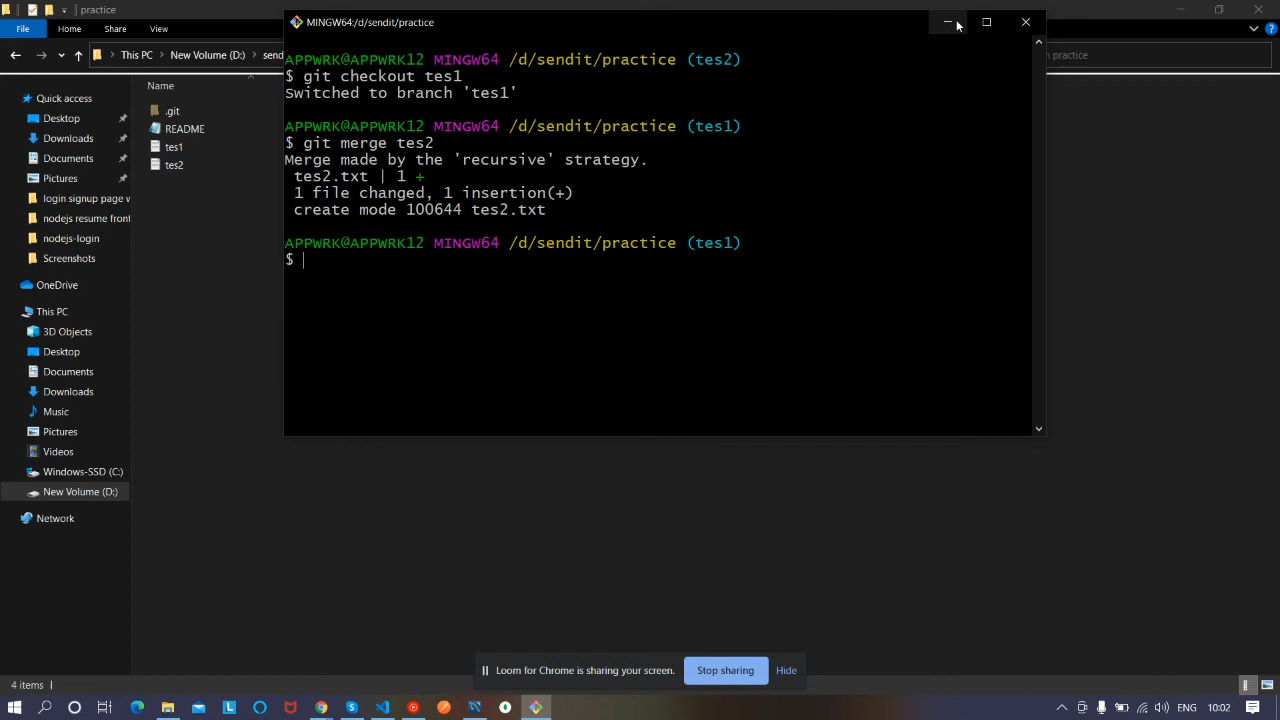 practice
MINGW64:/d/sendit/practice
File
Home
Share
View
This PC
New Volume (D:)
practice
Name
Quick access
Desktop
Downloads
Documents
Pictures
login signup page w
nodejs resume front
nodejs-login
Screenshots
OneDrive
This PC
3D Objects
Desktop
Documents
Downloads
Music
Pictures
Videos
Windows-SSD (C:)
New Volume (D:)
Network
.git
README
tes1
tes2
APPWRK@APPWRK12 MINGW64 /d/sendit/practice (tes2)
$ git checkout tes1
Switched to branch 'tes1'
APPWRK@APPWRK12 MINGW64 /d/sendit/practice (tes1)
$ git merge tes2
Merge made by the 'recursive' strategy.
tes2.txt | 1 +
1 file changed, 1 insertion(+)
create mode 100644 tes2.txt
APPWRK@APPWRK12 MINGW64 /d/sendit/practice (tes1)
$
Loom for Chrome is sharing your screen.
Stop sharing
Hide
4 items
ENG
10:02